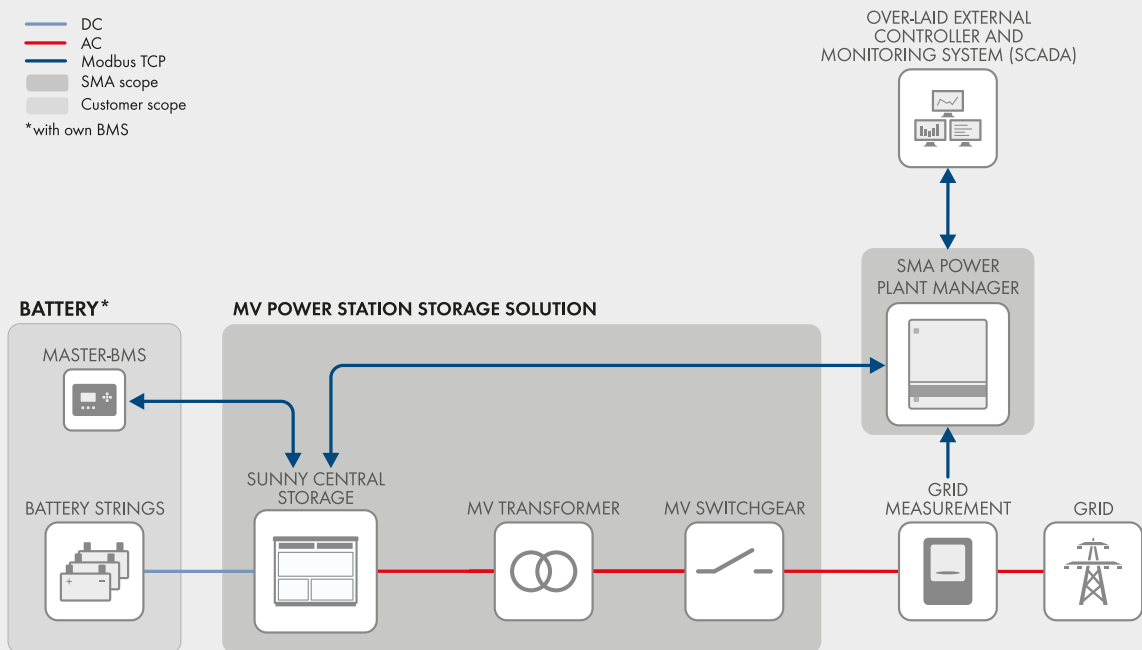 DC
AC
Modbus TCP
SMA scope
Customer scope
*with own BMS
OVER-LAID EXTERNAL
CONTROLLER AND
MONITORING SYSTEM (SCADA)
SMA POWER
PLANT MANAGER
BATTERY*
MV POWER STATION STORAGE SOLUTION
MASTER-BMS
SUNNY CENTRAL
STORAGE
BATTERY STRINGS
MV TRANSFORMER
MV SWITCHGEAR
GRID
MEASUREMENT
GRID